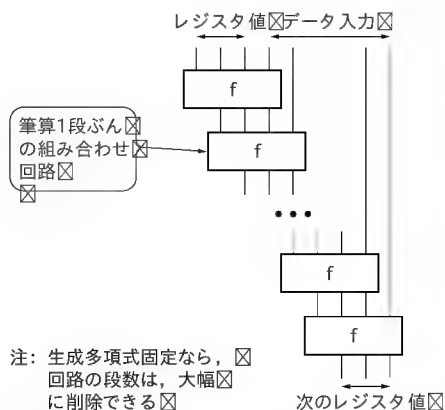 レジスタ値 データ入力
f
筆算1段ぶん
の組み合わせ
回路
f
f
f
注: 生成多項式固定なら，
回路の段数は，大幅
に削除できる
次のレジスタ値